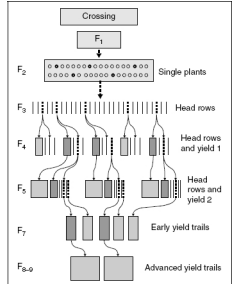 Crossing
F1
F2
Single plants
F3
Head rows
F4
Head rows
and yield 1
F5
Head
rows and
yield 2
F7
Early yield trails
F8–9
Advanced yield trails